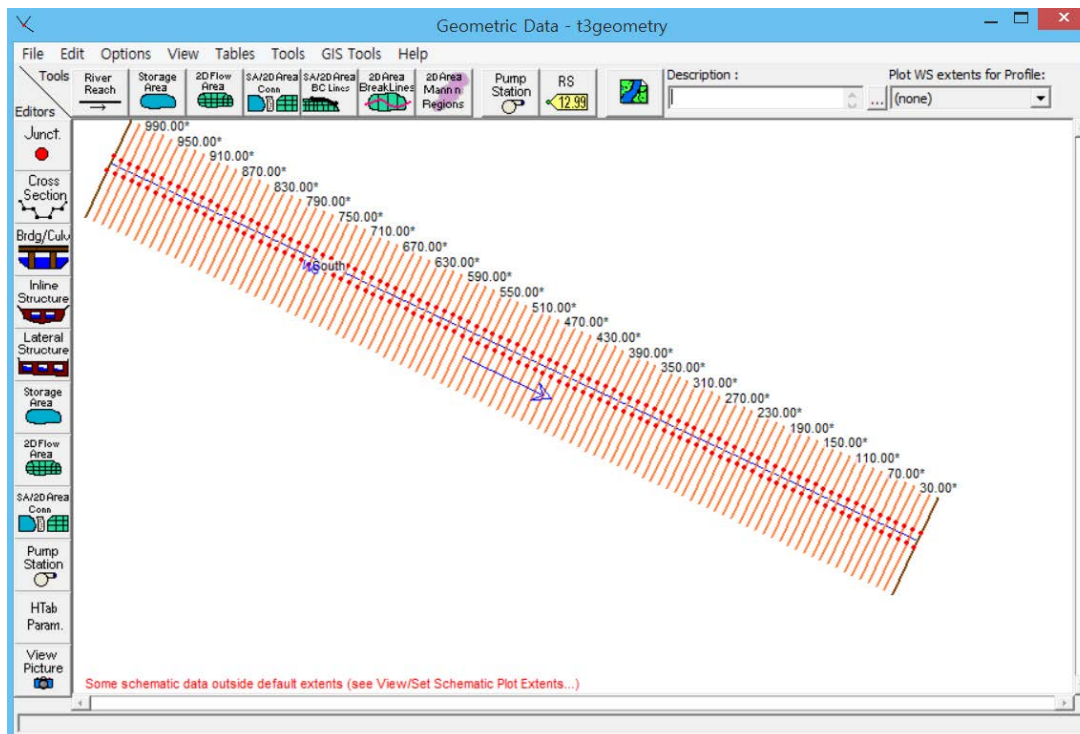 Geometric Data - t3geometry
File Edit Options View Tables Tools GIS Tools Help
Tools
Editors
River
Reach
Storage
Area
2D Flow
Area
SA/2D Area
Conn
SA/2D Area
BC Lines
2D Area
BreakLines
2D Area
Mann n
Regions
Pump
Station
RS
12.99
Description :
...
Plot WS extents for Profile:
(none)
Junct.
Cross
Section
Brdg/Culv
Inline
Structure
Lateral
Structure
Storage
Area
2D Flow
Area
SA/2D Area
Conn
Pump
Station
HTab
Param.
View
Picture
990.00*
950.00*
910.00*
870.00*
830.00*
790.00*
750.00*
710.00*
670.00*
630.00*
590.00*
550.00*
510.00*
470.00*
430.00*
390.00*
350.00*
310.00*
270.00*
230.00*
190.00*
150.00*
110.00*
70.00*
30.00*
South
Some schematic data outside default extents (see View/Set Schematic Plot Extents...)